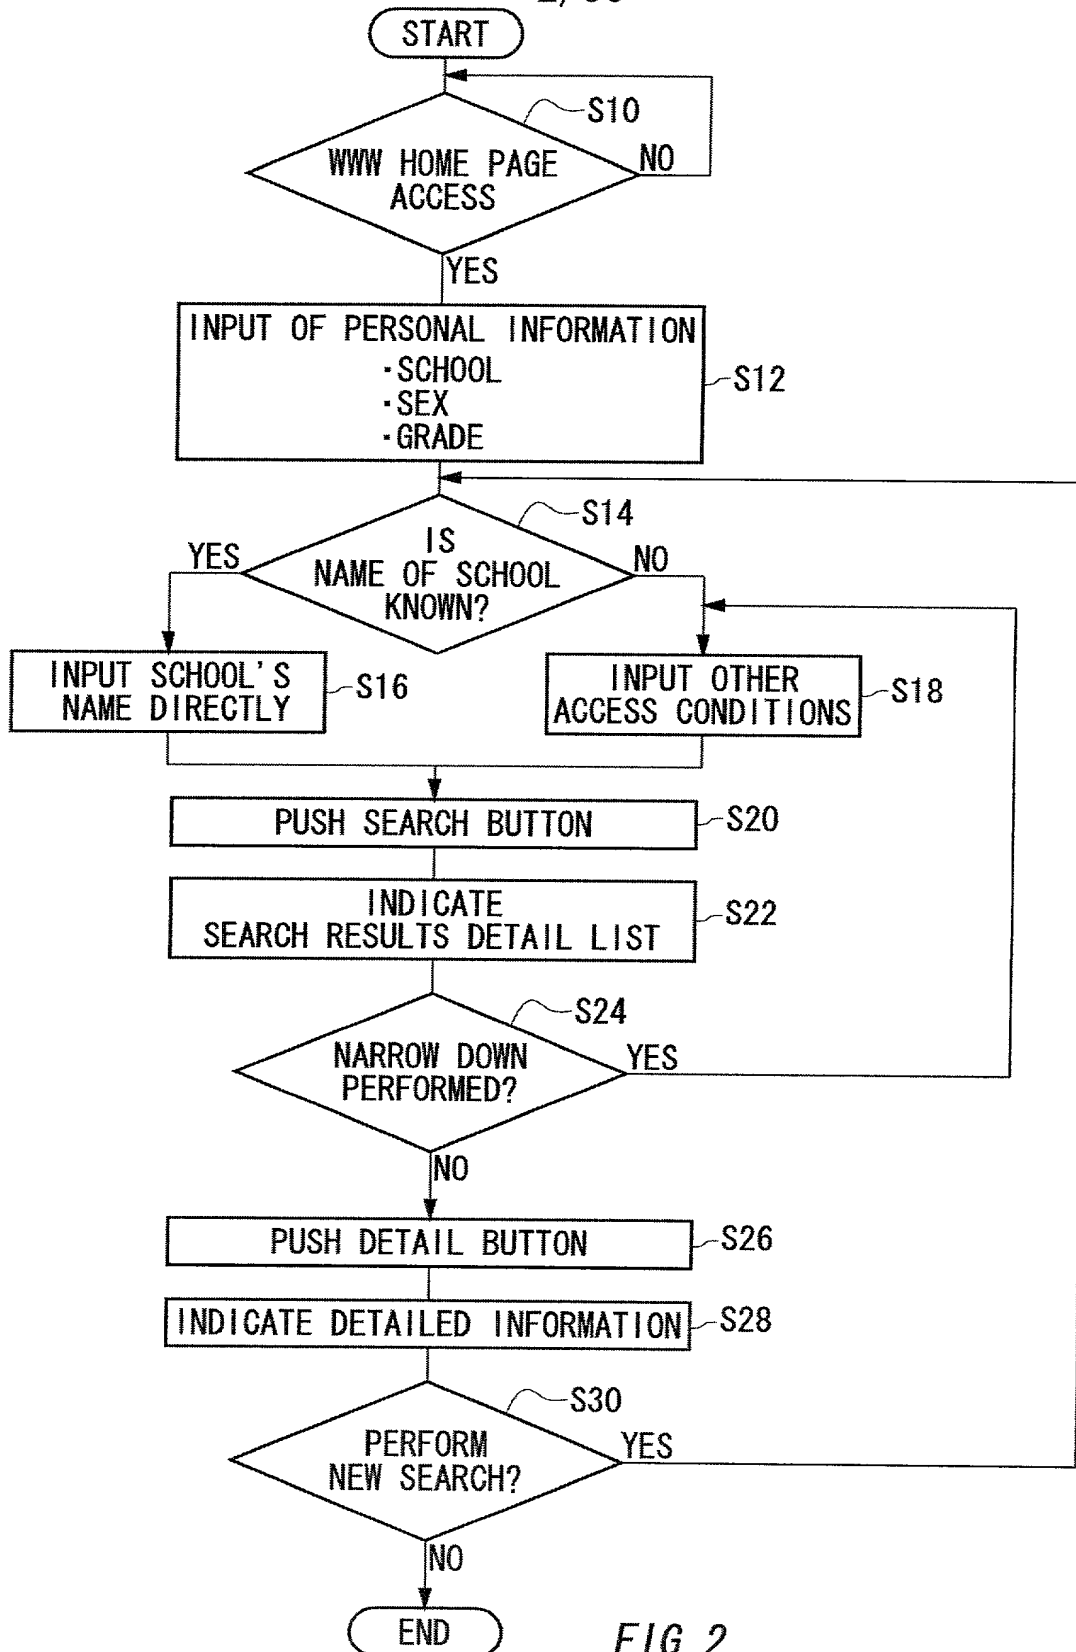 START
S10
WWW HOME PAGE
ACCESS
NO
YES
INPUT OF PERSONAL INFORMATION
·SCHOOL
·SEX
·GRADE
S12
S14
IS
NAME OF SCHOOL
KNOWN?
YES
NO
INPUT SCHOOL'S
NAME DIRECTLY
S16
INPUT OTHER
ACCESS CONDITIONS
S18
PUSH SEARCH BUTTON
S20
INDICATE
SEARCH RESULTS DETAIL LIST
S22
S24
NARROW DOWN
PERFORMED?
YES
NO
PUSH DETAIL BUTTON
S26
INDICATE DETAILED INFORMATION
S28
S30
PERFORM
NEW SEARCH?
YES
NO
END
FIG. 2